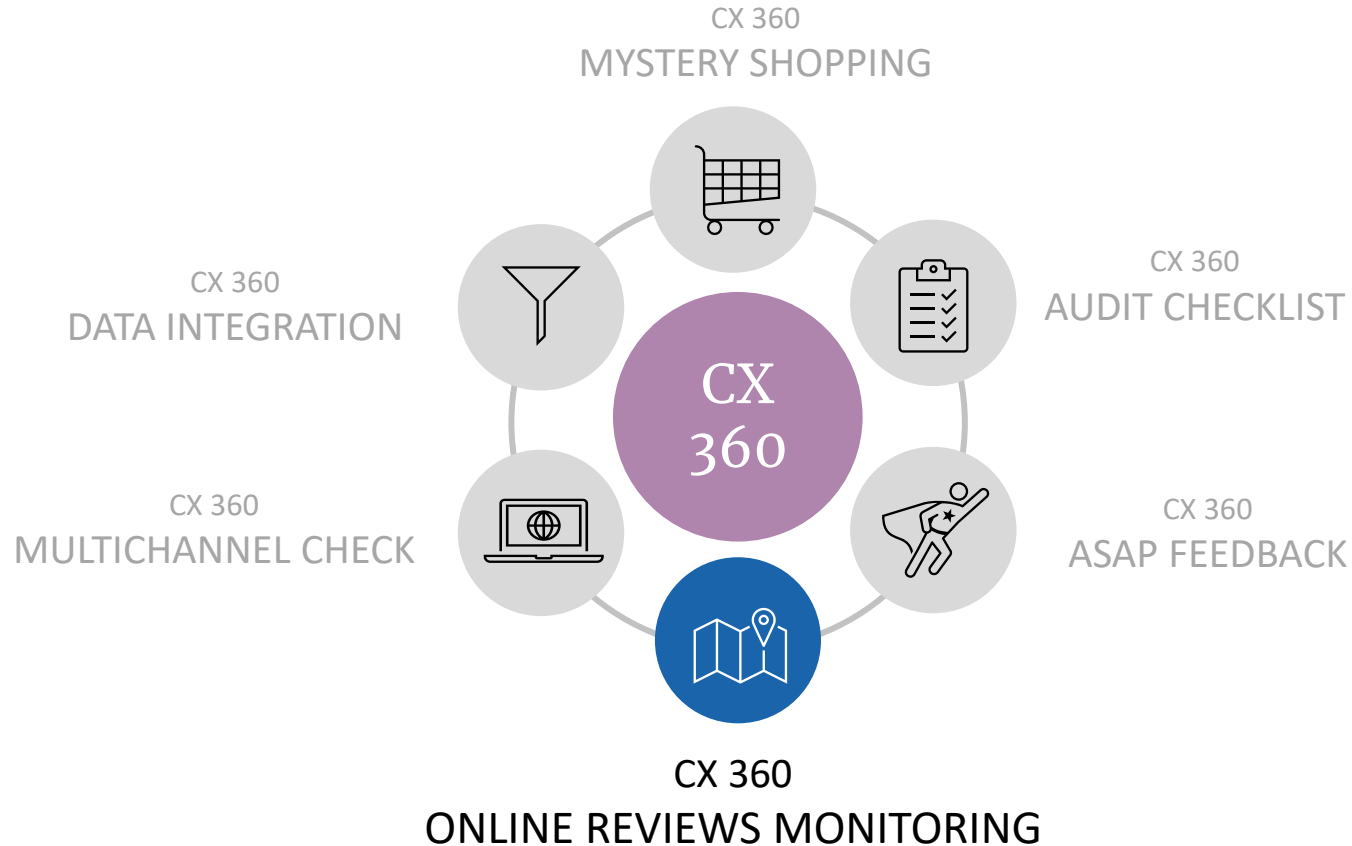 CX 360
MYSTERY SHOPPING
CX 360
AUDIT CHECKLIST
CX 360
DATA INTEGRATION
CX
360
CX 360
MULTICHANNEL CHECK
CX 360
ASAP FEEDBACK
CX 360
ONLINE REVIEWS MONITORING